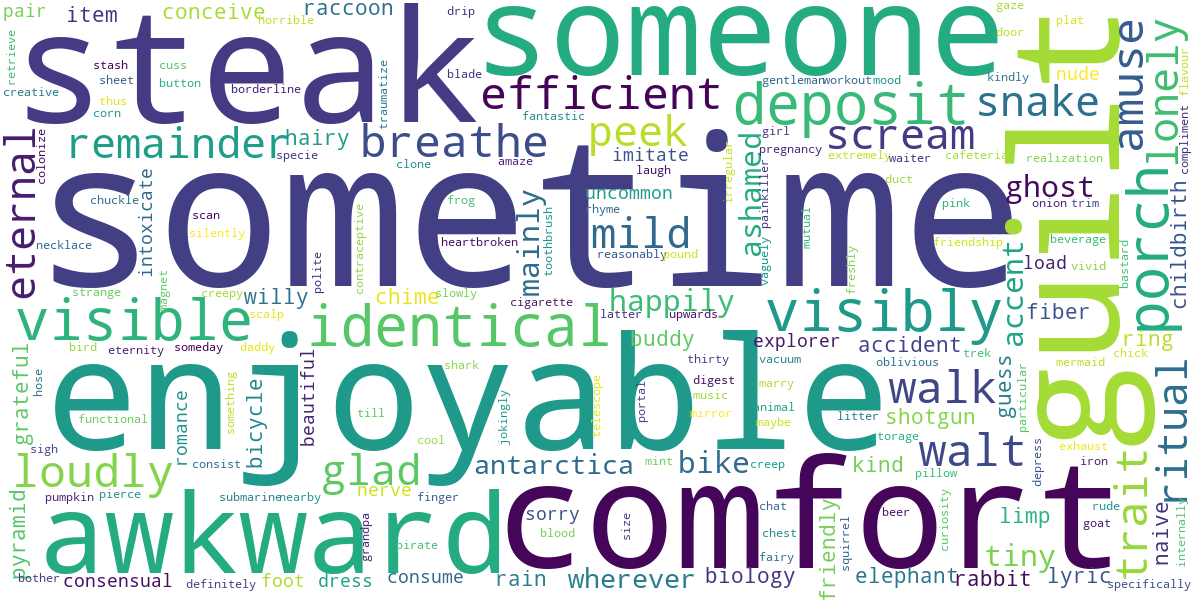 pair
item
conceive
horrible
raccoon
drip
steak
someone
gaze
door
plat
retrieve
stash
cuss
sheet
button
creative
thus
corn
borderline
traumatize
blade
efficient
fantastic
gentleman
workout
mood
kindly
nude
amuse
flavour
deposit
snake
guilt
lonely
compliment
colonize
remainder
hairy
specie
breathe
clone
amaze
peek
imitate
laugh
girl
pregnancy
scream
extremely
waiter
cafeteria
realization
eternal
sometime
chuckle
intoxicate
scan
silently
necklace
frog
heartbroken
contraceptive
polite
mainly
toothbrush
uncommon
rhyme
mild
reasonably
pound
irregular
ashamed
painkiller
vaguely
mutual
duct
pink
friendship
freshly
ghost
onion
trim
beverage
accent
load
vivid
bastard
porch
childbirth
strange
magnet
creepy
scalp
willy
chime
slowly
cigarette
latter
happily
upwards
visibly
fiber
visible
identical
buddy
explorer
accident
ring
bird
eternity
someday
daddy
grateful
hose
functional
something
romance
bicycle
beautiful
enjoyable
shark
till
cool
jokingly
telescope
thirty
digest
music
mirror
portal
vacuum
marry
animal
maybe
oblivious
trek
litter
walk
shotgun
guess
particular
mermaid
chick
ritual
sigh
consist
loudly
glad
antarctica
mint
bike
creep
kind
storage
pillow
walt
depress
exhaust
iron
trait
pyramid
pumpkin
pierce
submarine
nearby
nerve
finger
awkward
grandpa
pirate
sorry
blood
size
comfort
chat
chest
fairy
beer
squirrel
friendly
curiosity
limp
tiny
rude
goat
naive
internally
bother
consensual
definitely
foot
dress
consume
rain
wherever
biology
elephant
rabbit
lyric
specifically